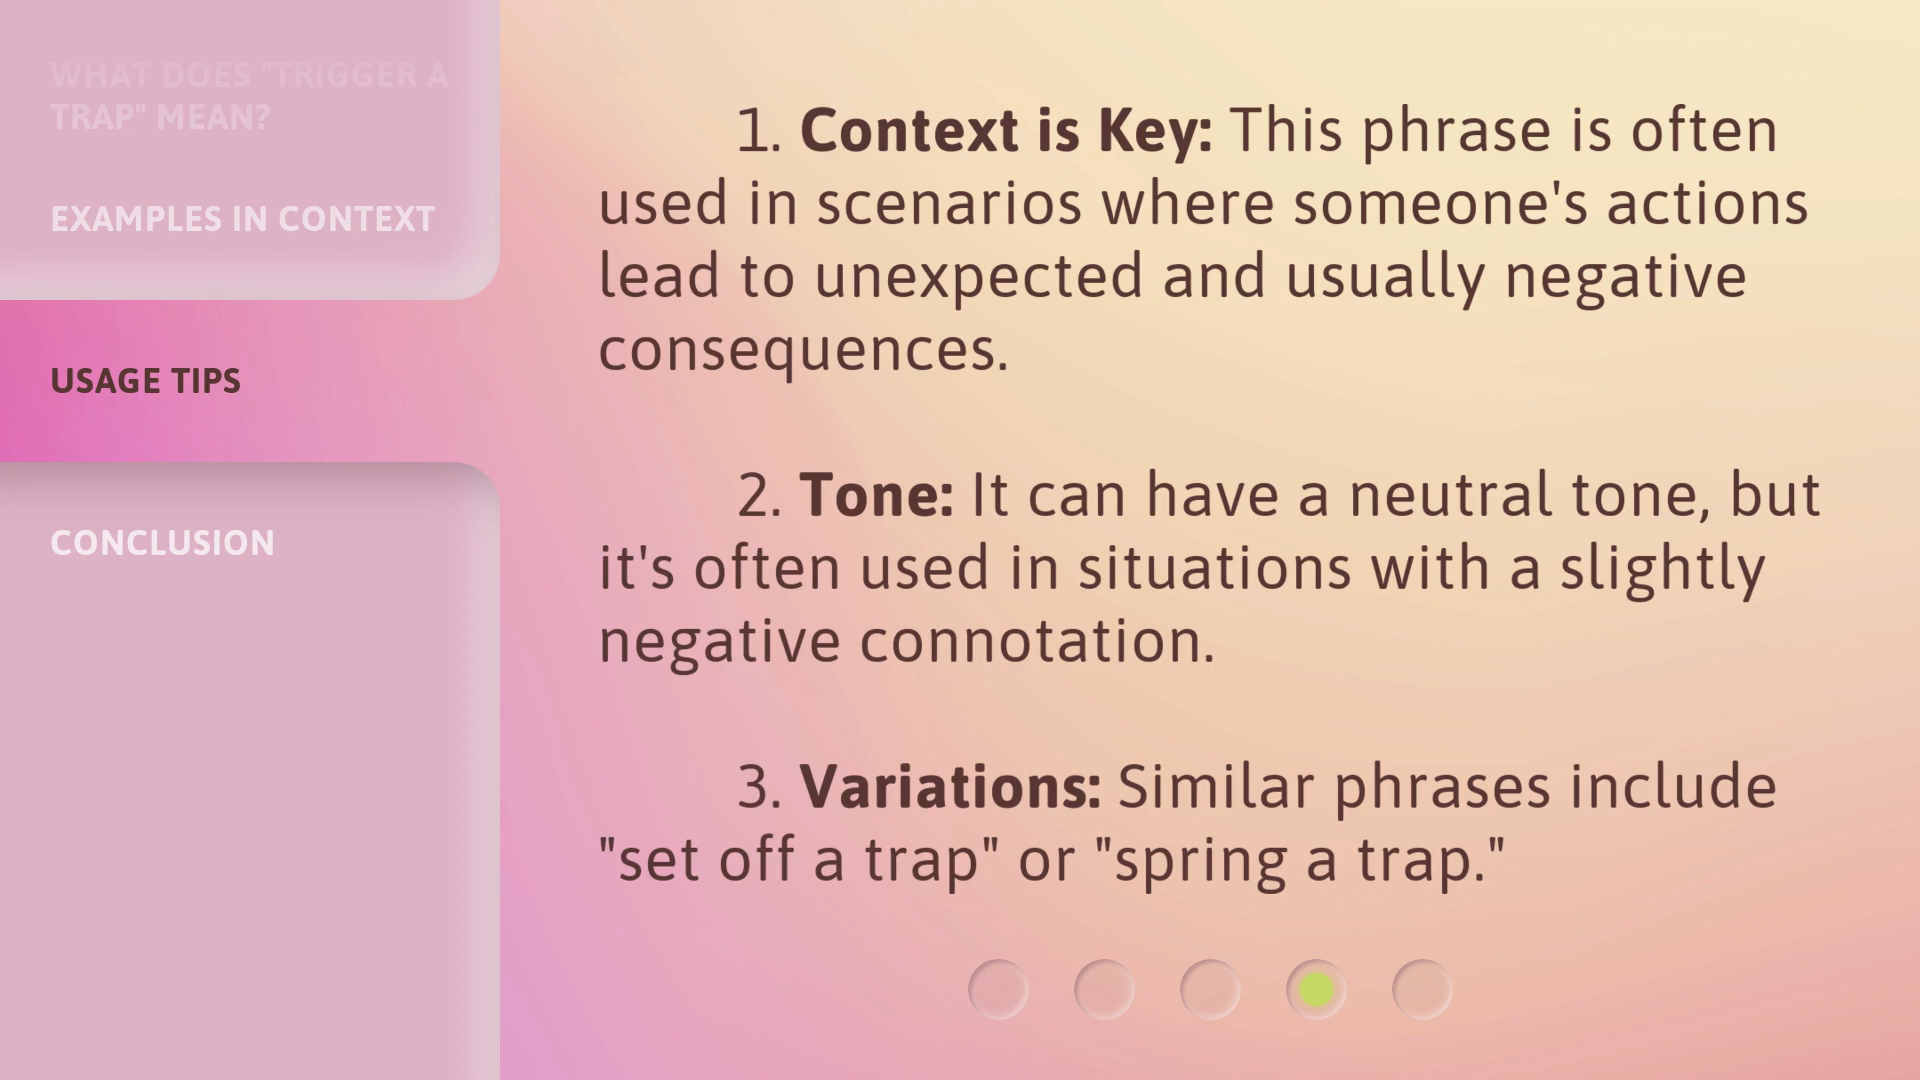 WHAT DOES "TRIGGER A
TRAP" MEAN?
EXAMPLES IN CONTEXT
USAGE TIPS
CONCLUSION
1. Context is Key: This phrase is often
used in scenarios where someone's actions
lead to unexpected and usually negative
consequences.
2. Tone: It can have a neutral tone, but
it's often used in situations with a slightly
negative connotation.
3. Variations: Similar phrases include
"set off a trap" or "spring a trap."